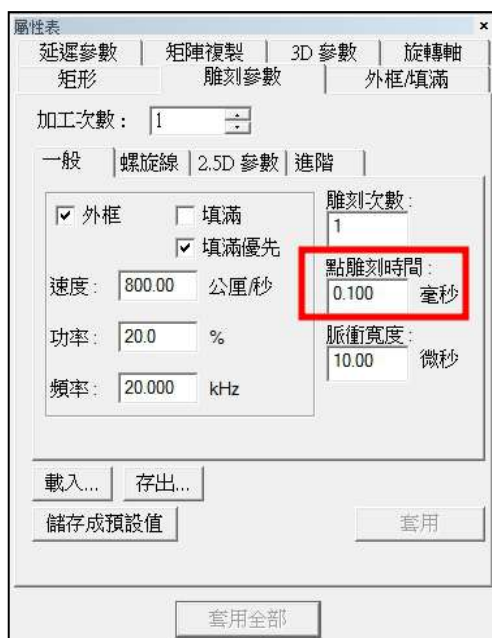 屬性表 ×
延遲參數 矩陣複製 3D 參數 旋轉軸
矩形 雕刻參數 外框/填滿
加工次數： 1
一般 螺旋線 2.5D 參數 進階
外框 填滿
填滿優先
速度： 800.00 公厘/秒
功率： 20.0 %
頻率： 20.000 kHz
雕刻次數：
1
點雕刻時間：
0.100 毫秒
脈衝寬度：
10.00 微秒
載入... 存出...
儲存成預設值 套用
套用全部